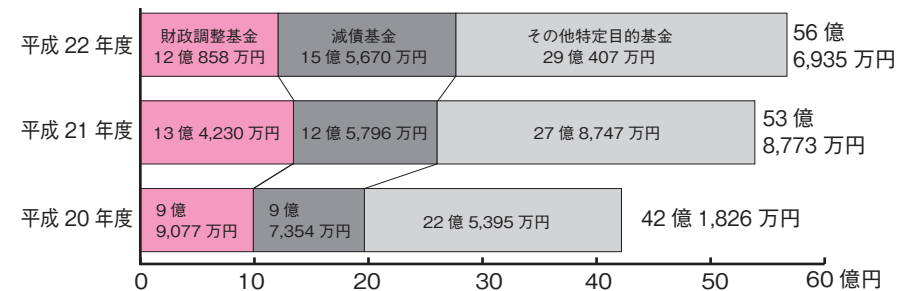 平成 22 年度
財政調整基金
12 億 858 万円
減債基金
15 億 5,670 万円
その他特定目的基金
29 億 407 万円
56 億
6,935 万円
平成 21 年度
13 億 4,230 万円
12 億 5,796 万円
27 億 8,747 万円
53 億
8,773 万円
平成 20 年度
9 億
9,077 万円
9 億
7,354 万円
22 億 5,395 万円
42 億 1,826 万円
0 10 20 30 40 50 60 億円